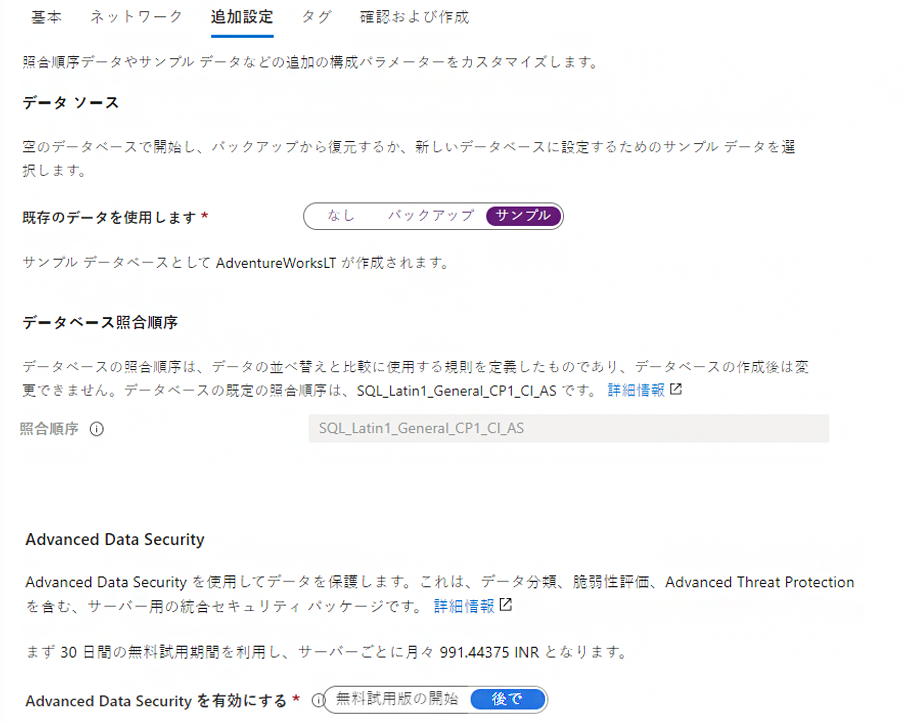 基本 ネットワーク 追加設定 タグ 確認および作成
照合順序データやサンプル データなどの追加の構成パラメーターをカスタマイズします。
データ ソース
空のデータベースで開始し、バックアップから復元するか、新しいデータベースに設定するためのサンプル データを選
択します。
既存のデータを使用します * なし バックアップ サンプル
サンプル データベースとして AdventureWorksLT が作成されます。
データベース照合順序
データベースの照合順序は、データの並べ替えと比較に使用する規則を定義したものであり、データベースの作成後は変
更できません。データベースの既定の照合順序は、SQL_Latin1_General_CP1_CI_AS です。 詳細情報
照合順序 SQL_Latin1_General_CP1_CI_AS
Advanced Data Security
Advanced Data Security を使用してデータを保護します。これは、データ分類、脆弱性評価、Advanced Threat Protection
を含む、サーバー用の統合セキュリティ パッケージです。 詳細情報
まず 30 日間の無料試用期間を利用し、サーバーごとに月々 991.44375 INR となります。
Advanced Data Security を有効にする * 無料試用版の開始 後で